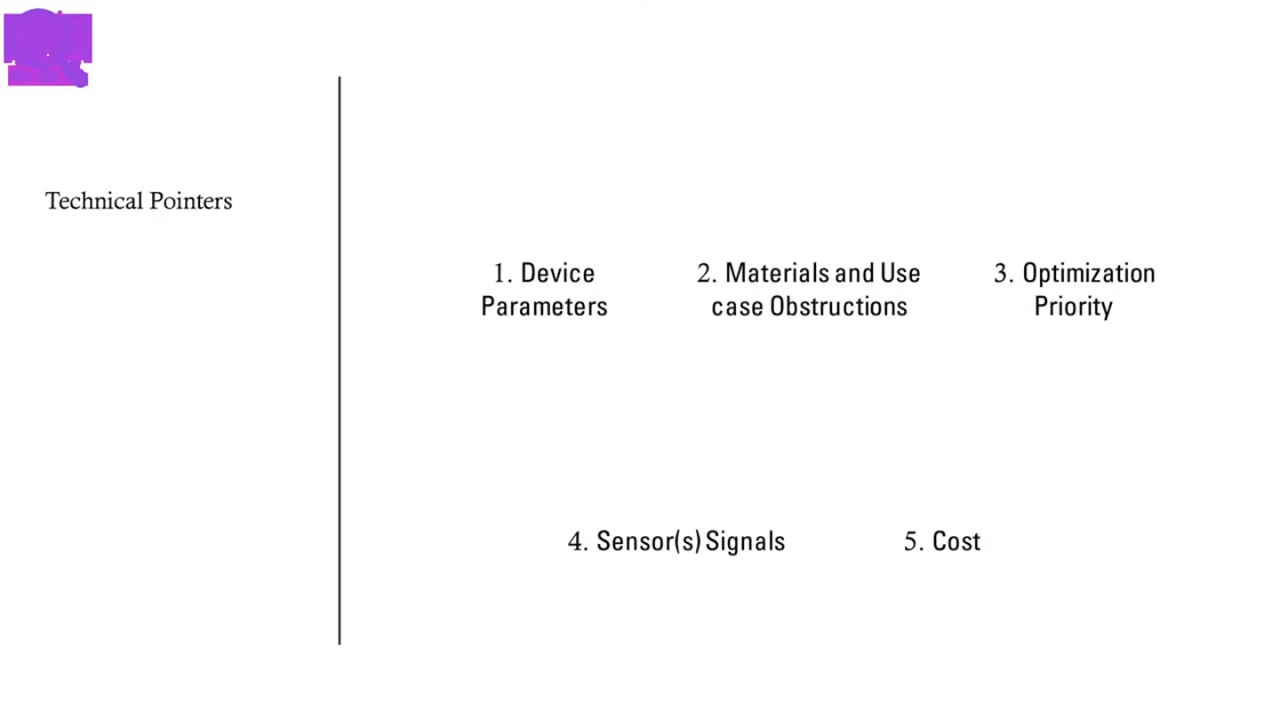 Technical Pointers
1. Device
Parameters
2. Materials and Use
case Obstructions
3. Optimization
Priority
4. Sensor(s) Signals
5. Cost